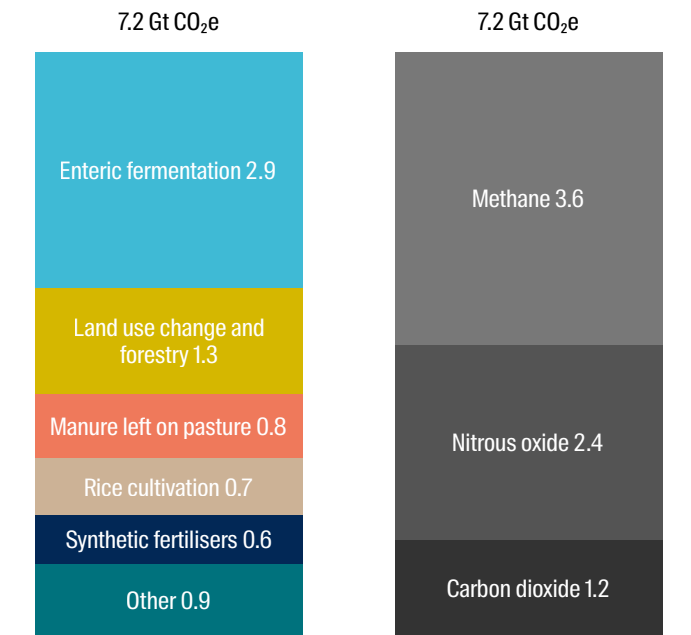 7.2 Gt CO₂e
Enteric fermentation 2.9
Land use change and
forestry 1.3
Manure left on pasture 0.8
Rice cultivation 0.7
Synthetic fertilisers 0.6
Other 0.9
7.2 Gt CO₂e
Methane 3.6
Nitrous oxide 2.4
Carbon dioxide 1.2